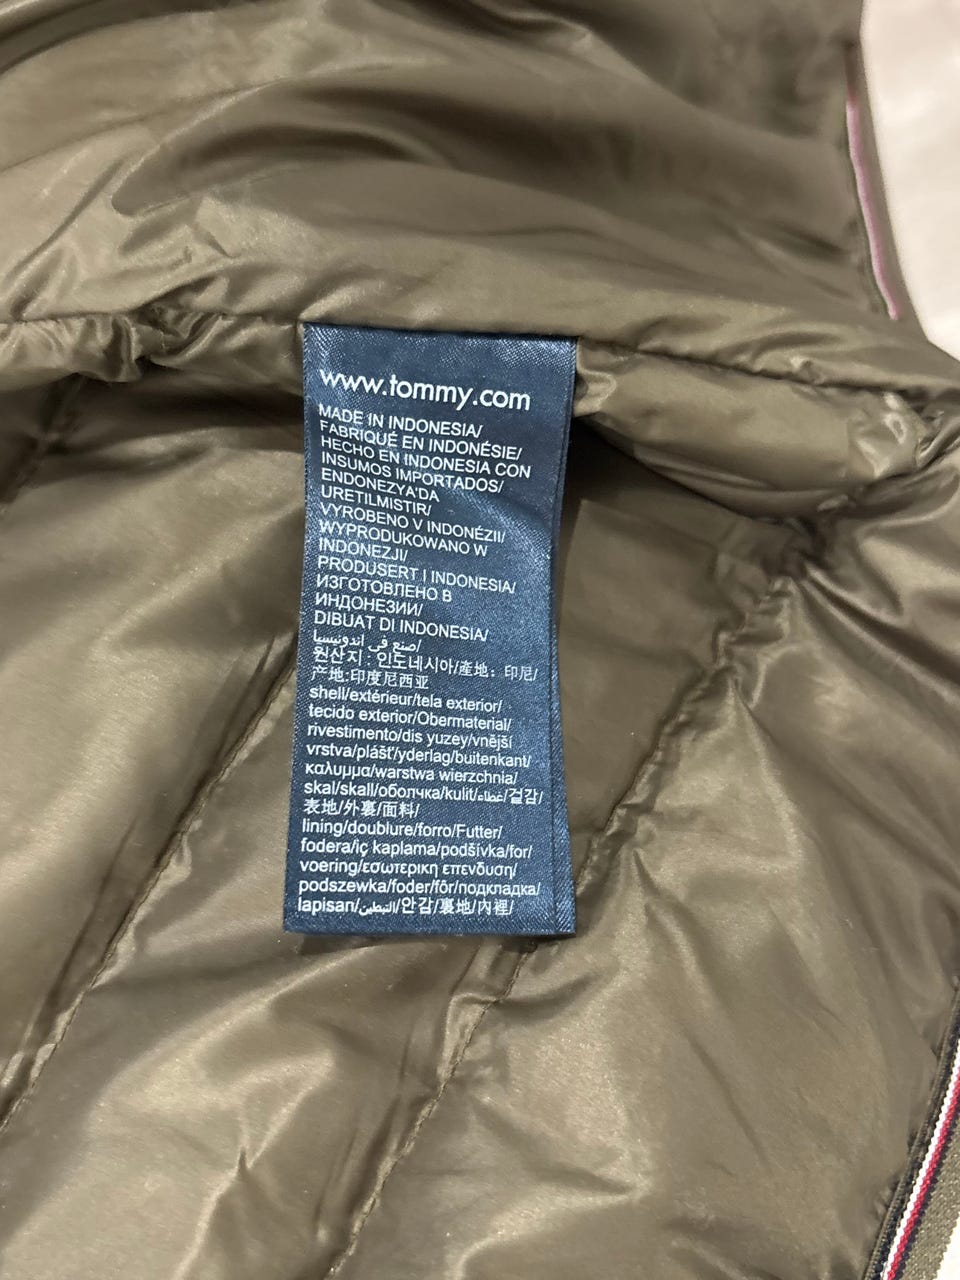 www.tommy.com
MADE IN INDONESIA/
FABRIQUÉ EN INDONÉSIE/
HECHO EN INDONESIA CON
INSUMOS IMPORTADOS/
ENDONEZYA'DA
URETILMISTIR/
VYROBENO V INDONÉZII/
WYPRODUKOWANO W
INDONEZJI/
PRODUSERT I INDONESIA/
ИЗГОТОВЛЕНО В
ИНДОНЕЗИИ/
DIBUAT DI INDONESIA/
صنع في اندونيسيا/
원산지 : 인도네시아/產地：印尼/
产地:印度尼西亚
shell/extérieur/tela exterior/
tecido exterior/Obermaterial/
rivestimento/dis yuzey/vnější
vrstva/plášť/yderlag/buitenkant/
καλυμμα/warstwa wierzchnia/
skal/skall/оболчка/kulit/غطاء/겉감/
表地/外裏/面料/
lining/doublure/forro/Futter/
fodera/iç kaplama/podšívka/for/
voering/εσωτερικη επενδυση/
podszewka/foder/fôr/подкладка/
lapisan/التبطين/안감/裏地/內裡/